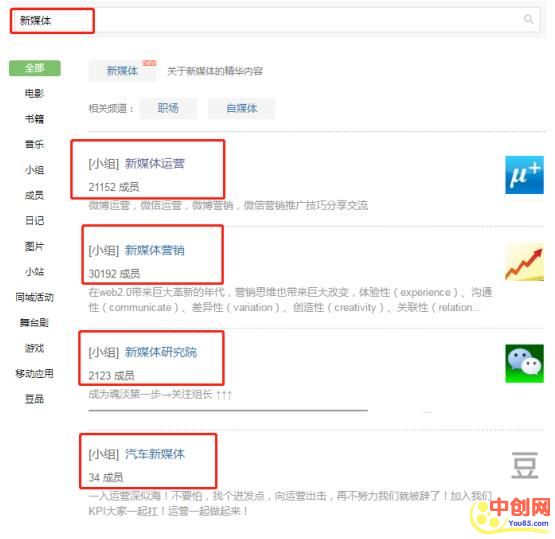 新媒体
全部
电影
书籍
音乐
小组
成员
日记
图片
小站
同城活动
舞台剧
游戏
移动应用
豆品
新媒体 new 关于新媒体的精华内容
相关频道： 职场 自媒体
[小组] 新媒体运营
21152 成员
微博运营，微信运营，微博营销，微信营销推广技巧分享交流
μ+
[小组] 新媒体营销
30192 成员
在web2.0带来巨大革新的年代，营销思维也带来巨大改变，体验性（experience）、沟通
性（communicate）、差异性（variation）、创造性（creativity）、关联性（relation...
[小组] 新媒体研究院
2123 成员
成为魂淡第一步→关注组长 ↑↑↑
...
[小组] 汽车新媒体
34 成员
豆
一入运营深似海！不要怕，找个进发点，向运营出击，再不努力我们就被辞了！加入我们
KPI大家一起扛！运营一起做起来！
中创网
You85.com